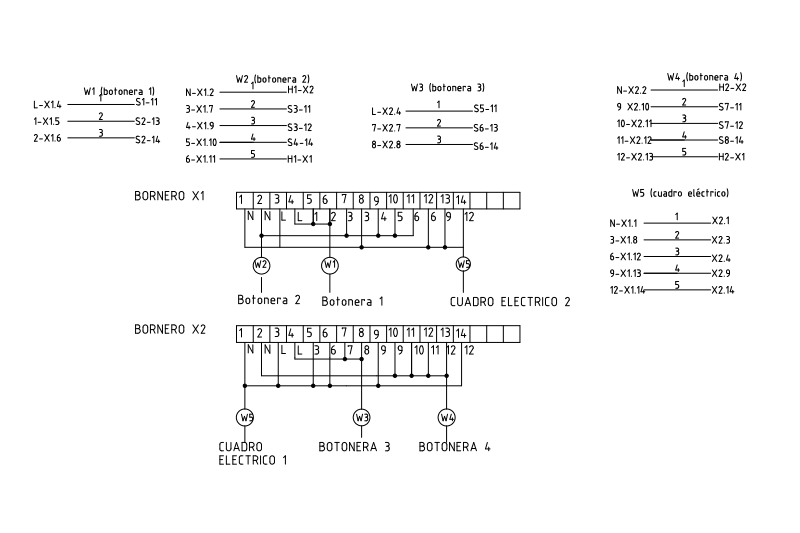 W1 (botonera 1)
L-X1.4 1 S1-11
1-X1.5 2 S2-13
2-X1.6 3 S2-14
W2 (botonera 2)
N-X1.2 1 H1-X2
3-X1.7 2 S3-11
4-X1.9 3 S3-12
5-X1.10 4 S4-14
6-X1.11 5 H1-X1
W3 (botonera 3)
L-X2.4 1 S5-11
7-X2.7 2 S6-13
8-X2.8 3 S6-14
W4 (botonera 4)
N-X2.2 1 H2-X2
9 X2.10 2 S7-11
10-X2.11 3 S7-12
11-X2.12 4 S8-14
12-X2.13 5 H2-X1
W5 (cuadro eléctrico)
N-X1.1 1 X2.1
3-X1.8 2 X2.3
6-X1.12 3 X2.4
9-X1.13 4 X2.9
12-X1.14 5 X2.14
BORNERO X1
1 2 3 4 5 6 7 8 9 10 11 12 13 14
N N L L 1 2 3 3 4 5 6 6 9 12
W2 W1 W5
Botonera 2 Botonera 1 CUADRO ELECTRICO 2
BORNERO X2
1 2 3 4 5 6 7 8 9 10 11 12 13 14
N N L L 3 6 7 8 9 9 10 11 12 12
W5 W3 W4
CUADRO ELECTRICO 1
BOTONERA 3 BOTONERA 4